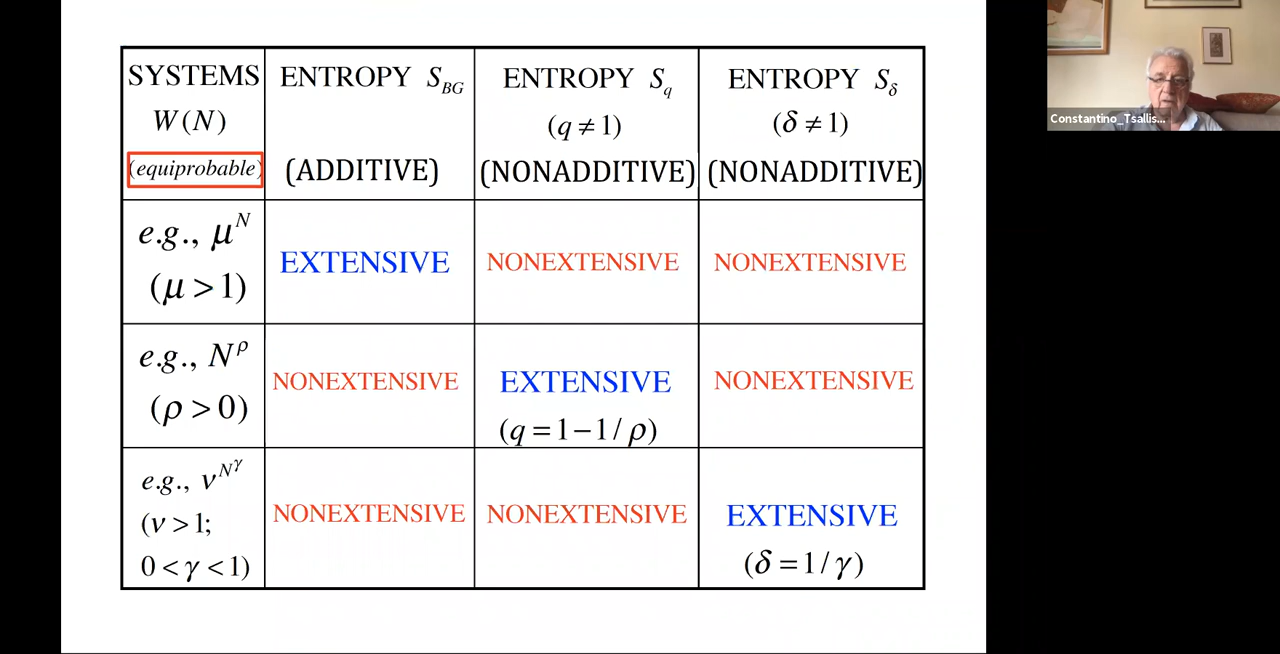 SYSTEMS
W(N)
(equiprobable)
ENTROPY S_BG
(ADDITIVE)
ENTROPY S_q
(q ≠ 1)
(NONADDITIVE)
ENTROPY S_δ
(δ ≠ 1)
(NONADDITIVE)
e.g., μ^N
(μ > 1)
EXTENSIVE
NONEXTENSIVE
NONEXTENSIVE
e.g., N^ρ
(ρ > 0)
NONEXTENSIVE
EXTENSIVE
(q = 1 − 1/ρ)
NONEXTENSIVE
e.g., ν^{N^γ}
(ν > 1;
0 < γ < 1)
NONEXTENSIVE
NONEXTENSIVE
EXTENSIVE
(δ = 1/γ)
Constantino_Tsallis...